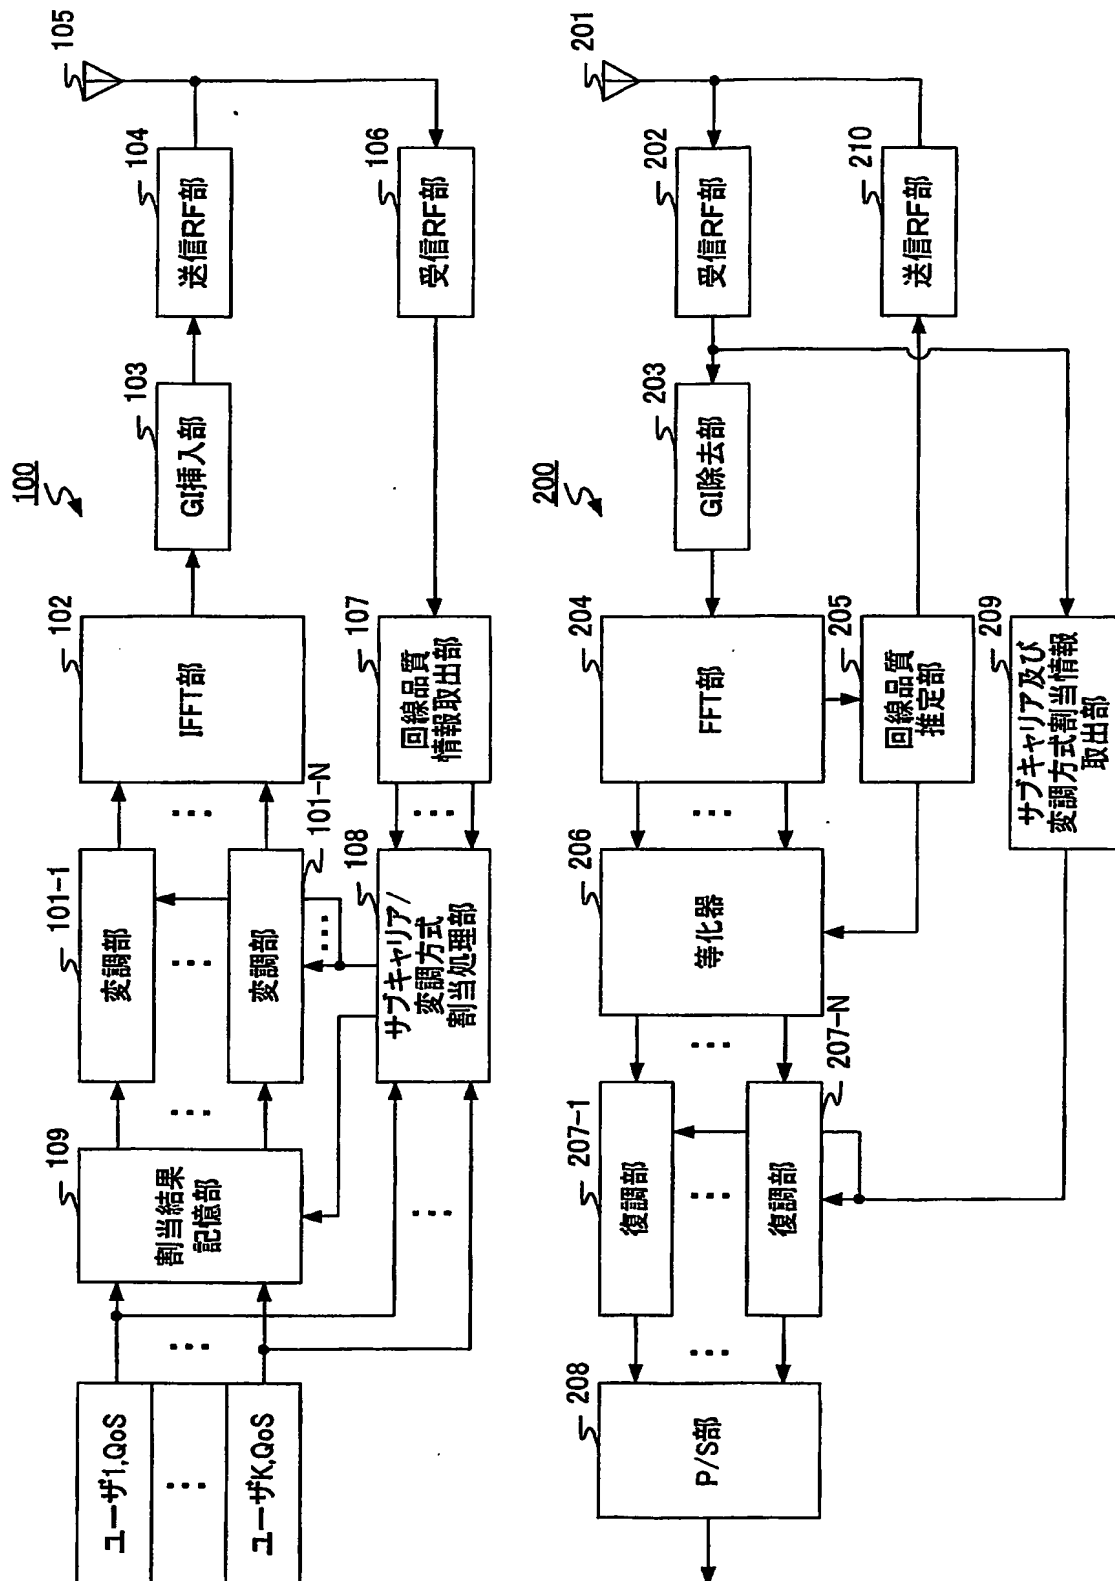 100
ユーザ1,QoS
ユーザK,QoS
109
割当結果
記憶部
101-1
変調部
変調部
101-N
102
IFFT部
103
GI挿入部
104
送信RF部
105
106
受信RF部
107
回線品質
情報取出部
108
サブキャリア/
変調方式
割当処理部
200
201
202
受信RF部
203
GI除去部
204
FFT部
205
回線品質
推定部
206
等化器
207-1
復調部
復調部
207-N
208
P/S部
209
サブキャリア及び
変調方式割当情報
取出部
210
送信RF部